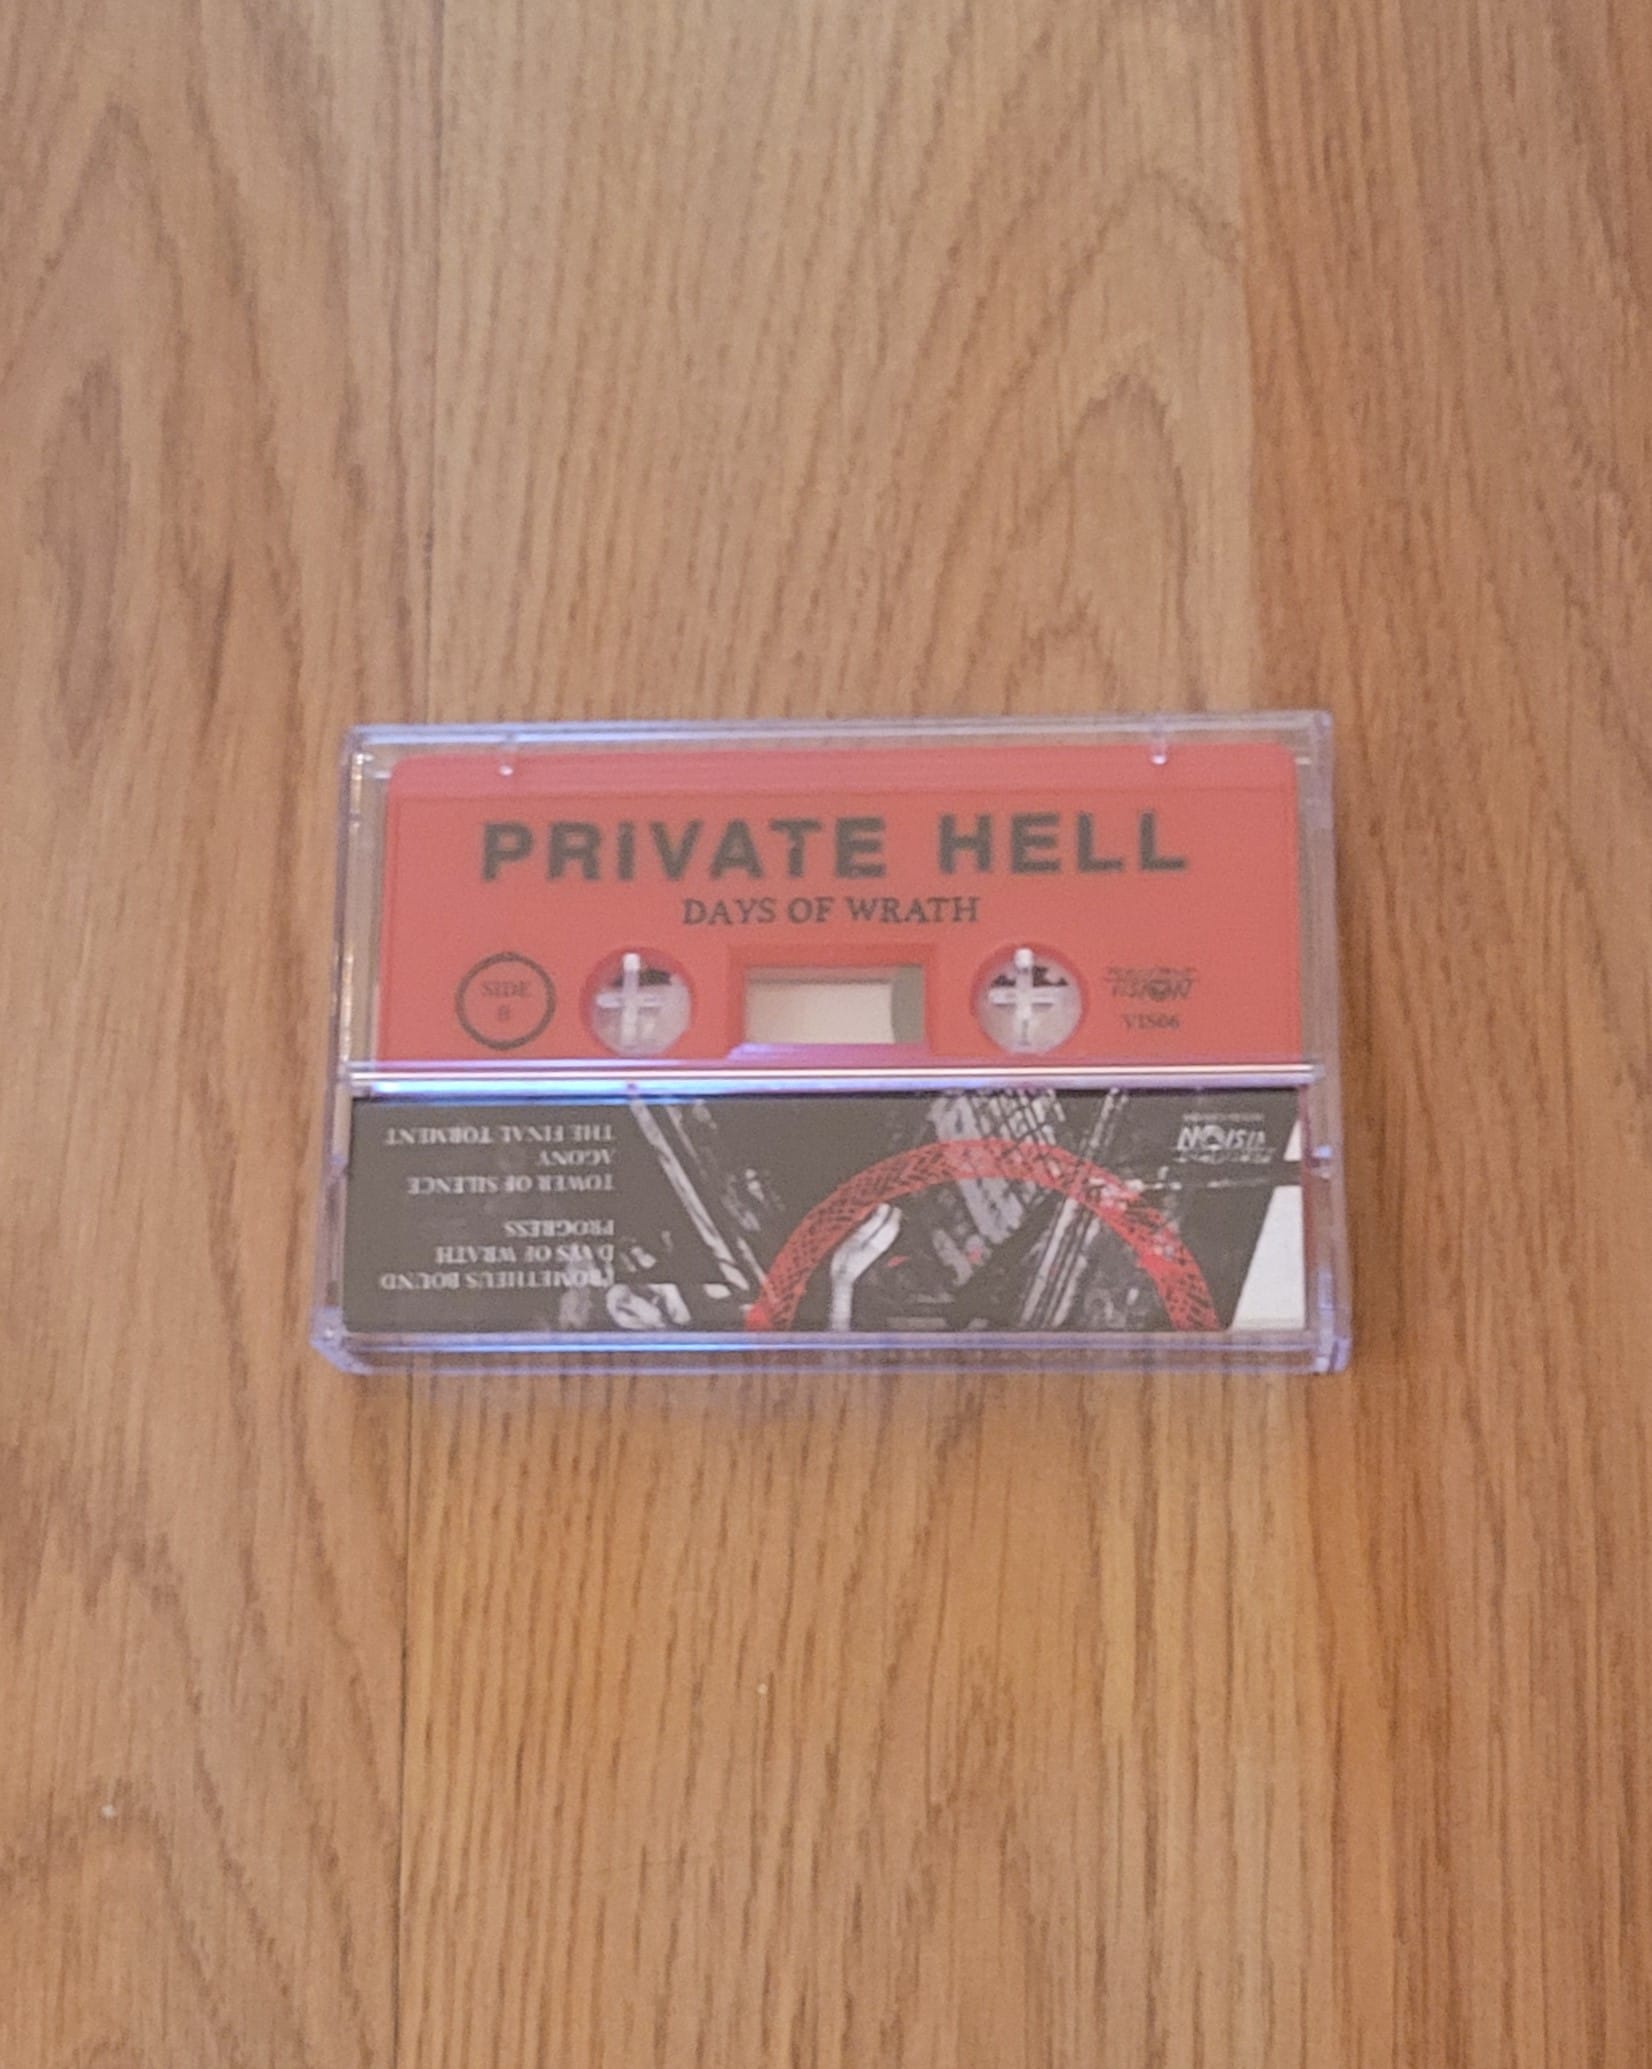 PRIVATE HELL
DAYS OF WRATH
SIDE
B
VIS06
PROMETHEUS BOUND
DAYS OF WRATH
PROGRESS
TOWER OF SILENCE
AGONY
THE FINAL TORMENT
VISION